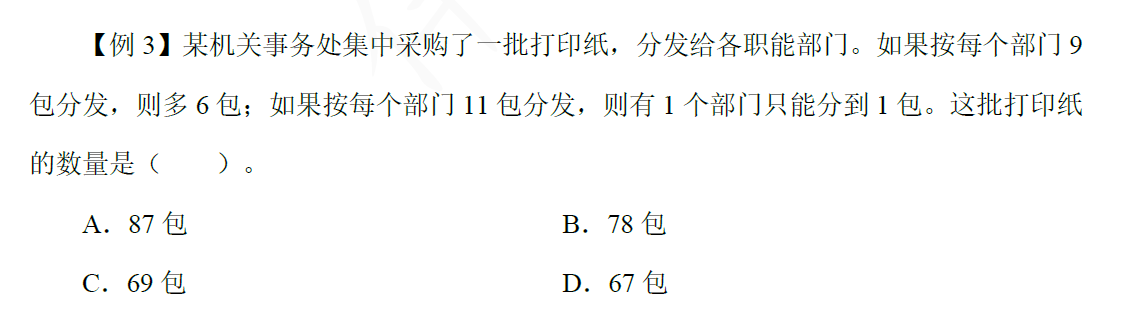 【例 3】某机关事务处集中采购了一批打印纸，分发给各职能部门。如果按每个部门 9
包分发，则多 6 包；如果按每个部门 11 包分发，则有 1 个部门只能分到 1 包。这批打印纸
的数量是（　　）。
A．87 包　　B．78 包
C．69 包　　D．67 包